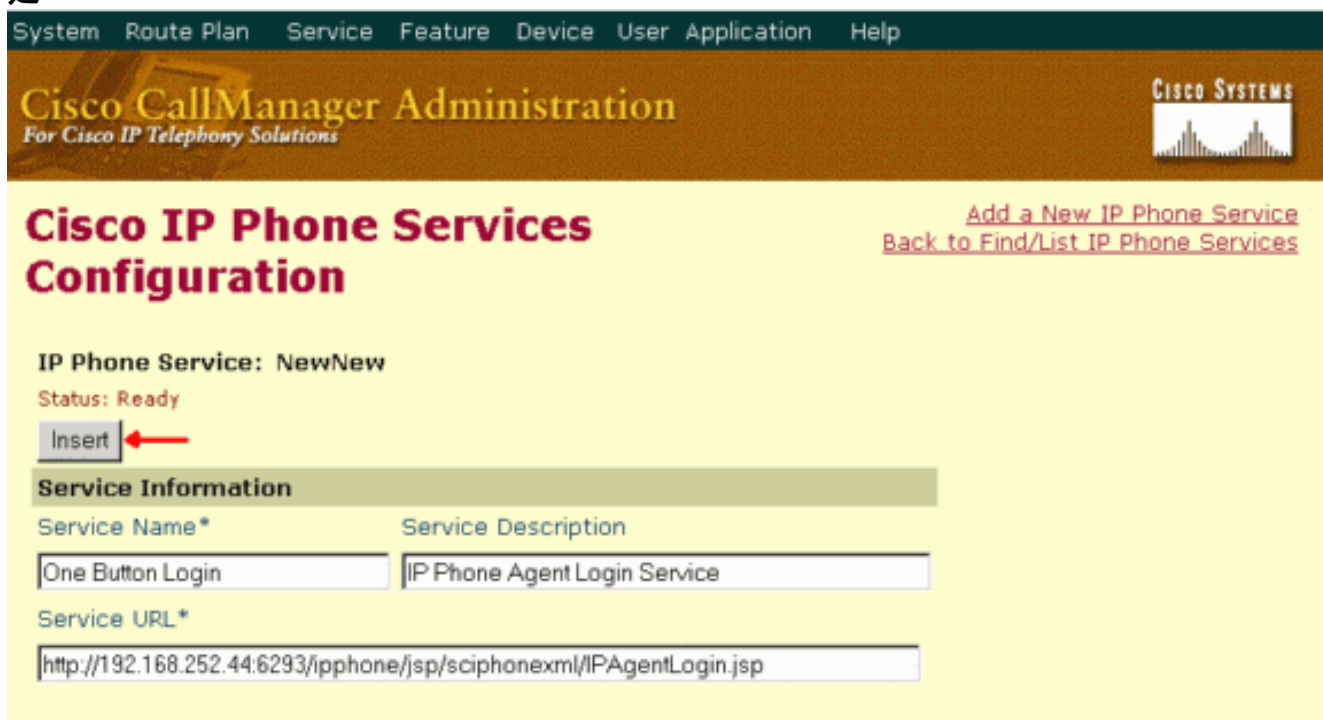 System Route Plan Service Feature Device User Application Help
Cisco CallManager Administration
For Cisco IP Telephony Solutions
CISCO SYSTEMS
Cisco IP Phone Services
Configuration
Add a New IP Phone Service
Back to Find/List IP Phone Services
IP Phone Service: NewNew
Status: Ready
Insert
Service Information
Service Name* Service Description
One Button Login IP Phone Agent Login Service
Service URL*
http://192.168.252.44:6293/ipphone/jsp/sciphonexml/IPAgentLogin.jsp